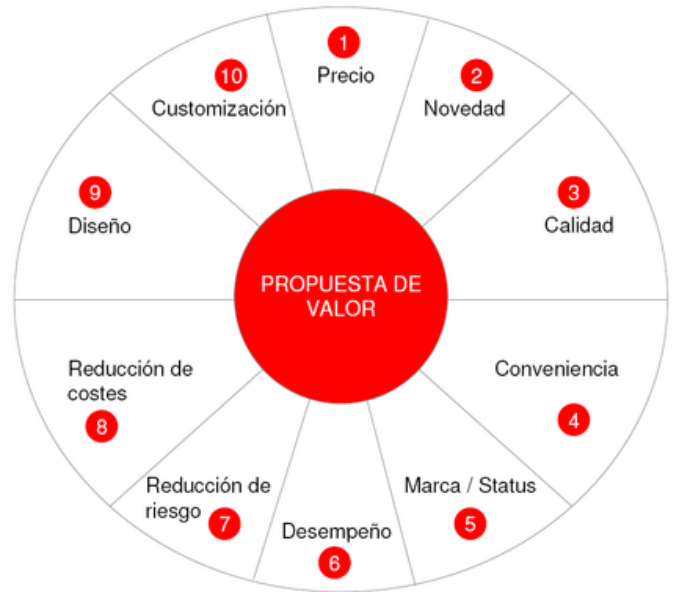 1
Precio
2
Novedad
3
Calidad
Conveniencia
4
Marca / Status
5
Desempeño
6
Reducción de
riesgo
7
Reducción de
costes
8
9
Diseño
10
Customización
PROPUESTA DE
VALOR